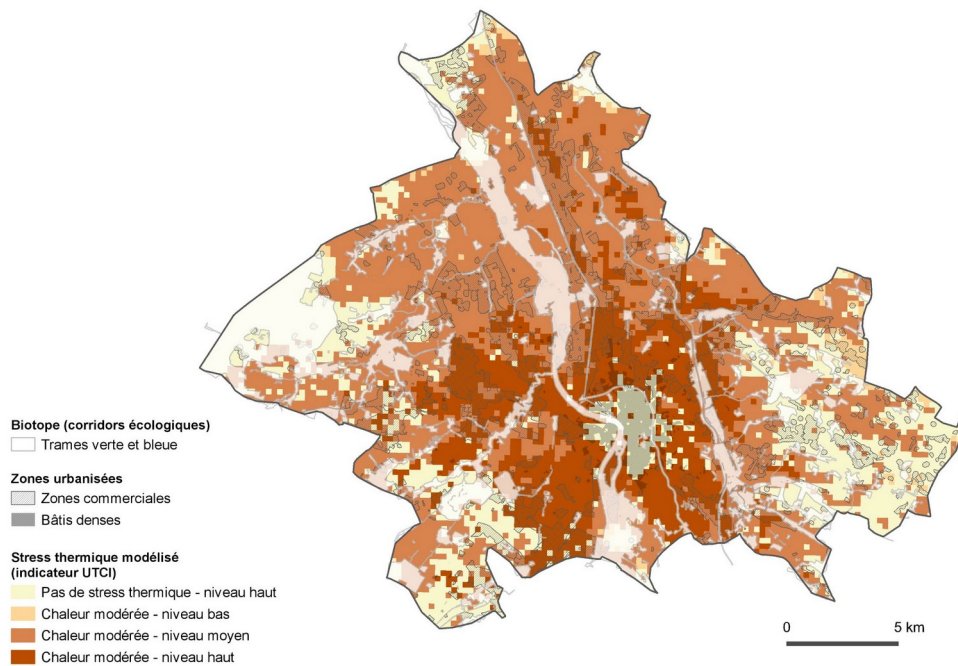 Biotope (corridors écologiques)
Trames verte et bleue
Zones urbanisées
Zones commerciales
Bâtis denses
Stress thermique modélisé
(indicateur UTCI)
Pas de stress thermique - niveau haut
Chaleur modérée - niveau bas
Chaleur modérée - niveau moyen
Chaleur modérée - niveau haut
0 5 km